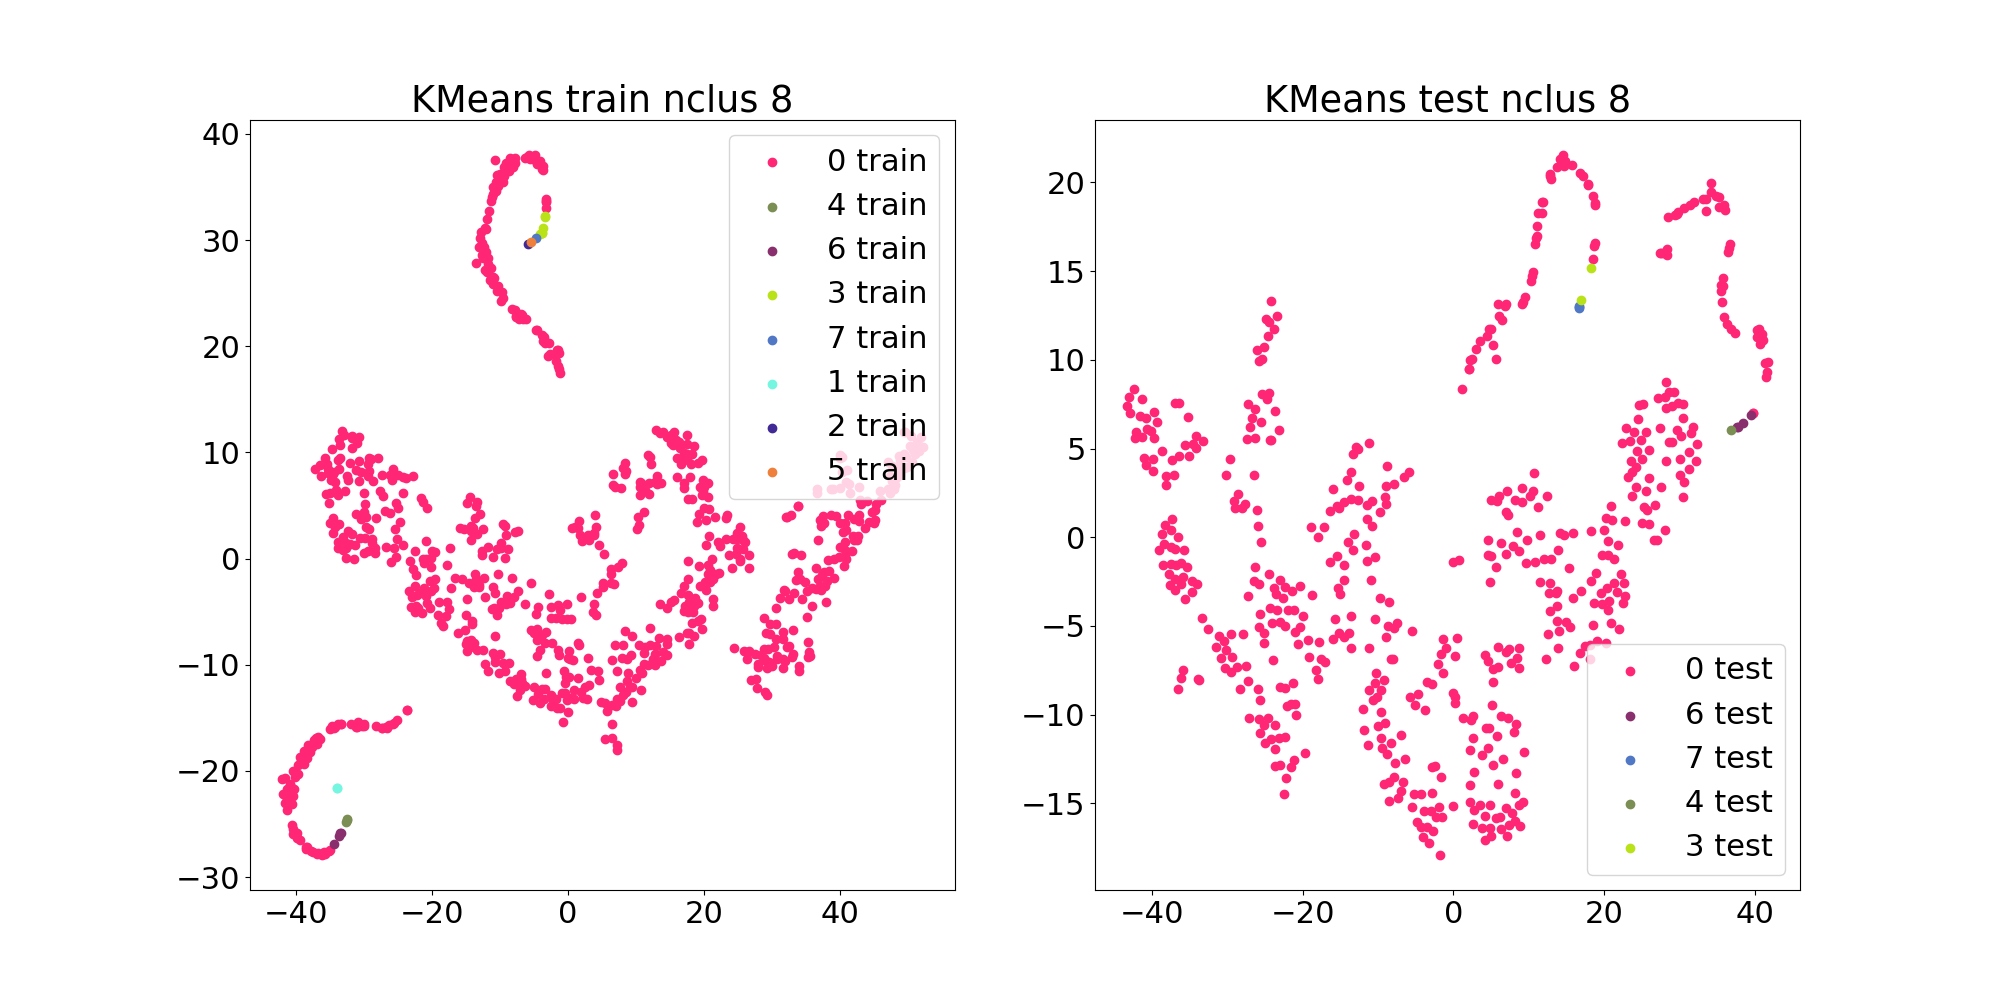 KMeans train nclus 8
40
30
20
10
0
−10
−20
−30
−40
−20
0
20
40
0 train
4 train
6 train
3 train
7 train
1 train
2 train
5 train
KMeans test nclus 8
20
15
10
5
0
−5
−10
−15
−40
−20
0
20
40
0 test
6 test
7 test
4 test
3 test